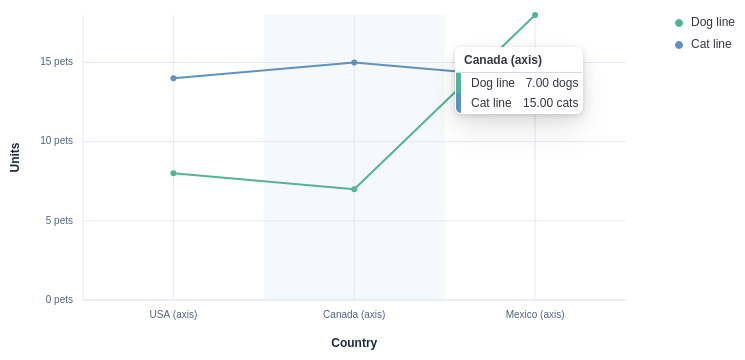 Dog line
Cat line
15 pets
10 pets
5 pets
0 pets
Units
Canada (axis)
Dog line 7.00 dogs
Cat line 15.00 cats
USA (axis)
Canada (axis)
Mexico (axis)
Country